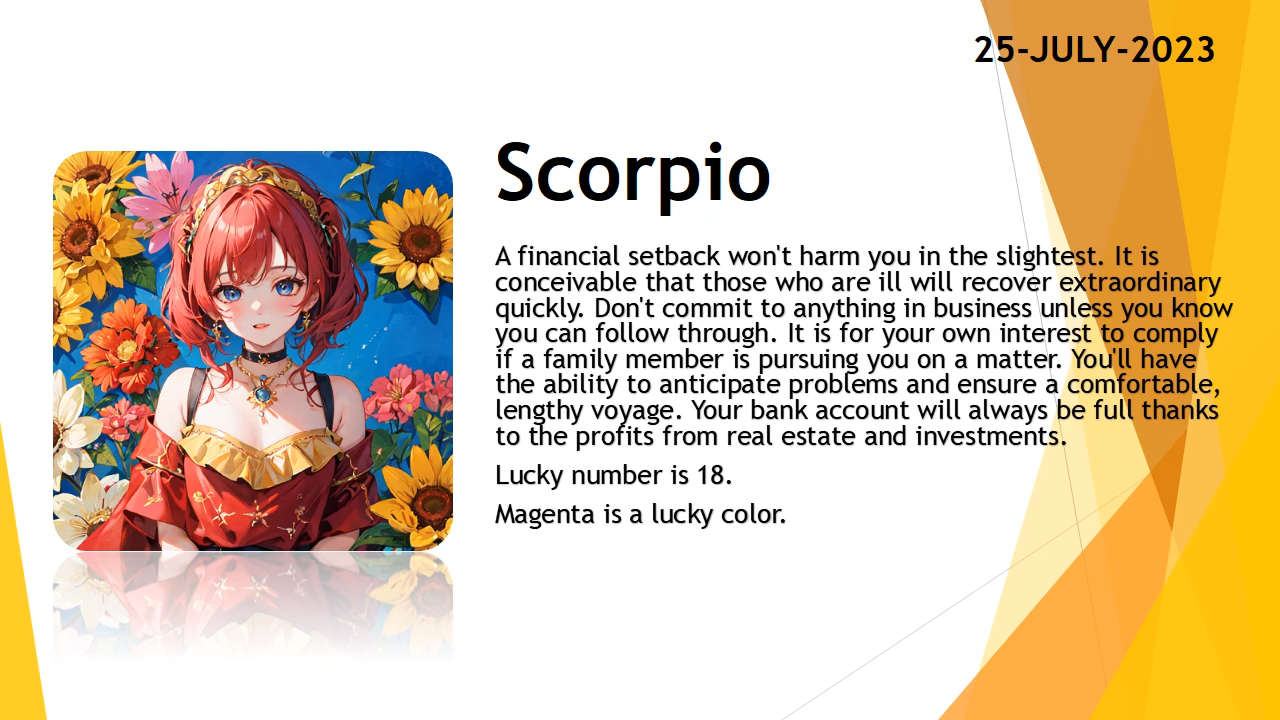 25-JULY-2023
Scorpio
A financial setback won't harm you in the slightest. It is
conceivable that those who are ill will recover extraordinary
quickly. Don't commit to anything in business unless you know
you can follow through. It is for your own interest to comply
if a family member is pursuing you on a matter. You'll have
the ability to anticipate problems and ensure a comfortable,
lengthy voyage. Your bank account will always be full thanks
to the profits from real estate and investments.
Lucky number is 18.
Magenta is a lucky color.